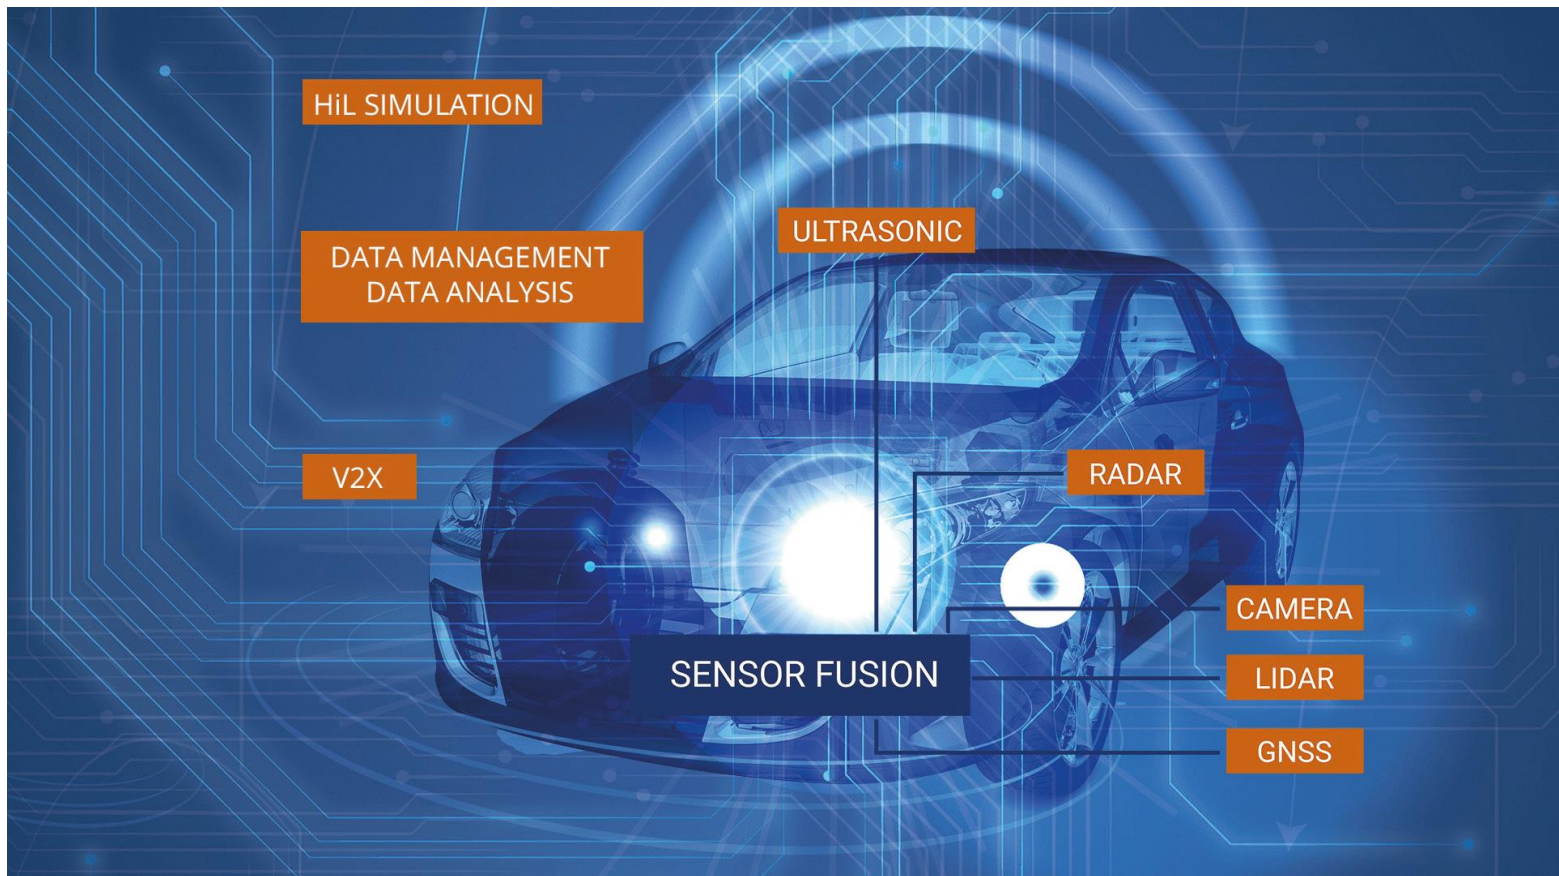 HiL SIMULATION
DATA MANAGEMENT
DATA ANALYSIS
ULTRASONIC
V2X
RADAR
CAMERA
SENSOR FUSION
LIDAR
GNSS